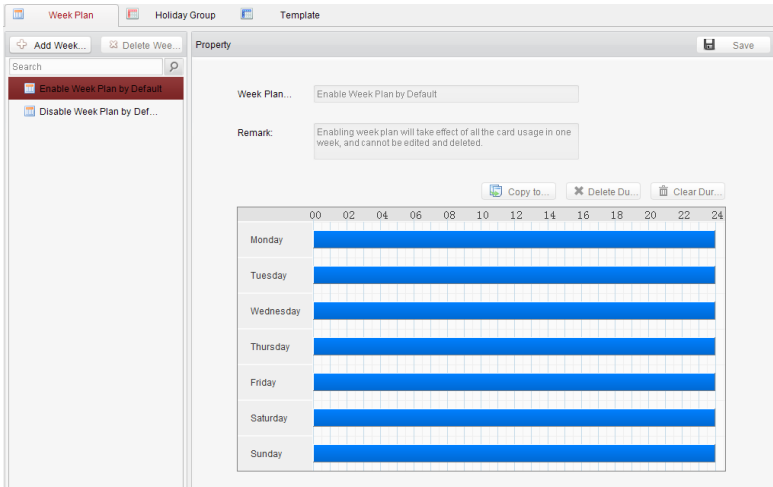 Week Plan Holiday Group Template
Add Week... Delete Wee...
Search
Enable Week Plan by Default
Disable Week Plan by Def...
Property Save
Week Plan... Enable Week Plan by Default
Remark: Enabling week plan will take effect of all the card usage in one
week, and cannot be edited and deleted.
Copy to... Delete Du... Clear Dur...
00 02 04 06 08 10 12 14 16 18 20 22 24
Monday
Tuesday
Wednesday
Thursday
Friday
Saturday
Sunday